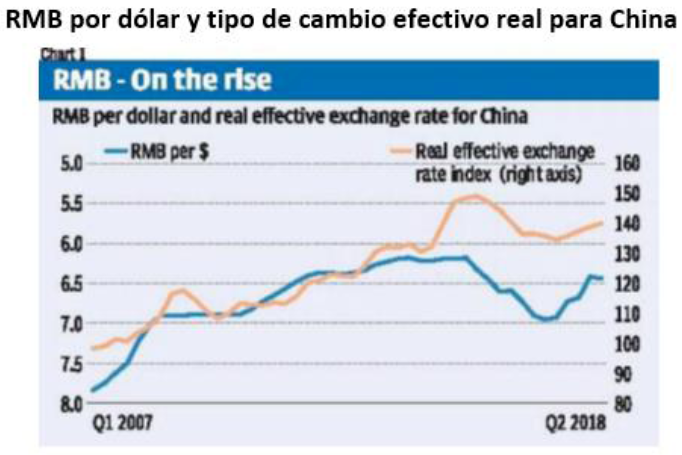 RMB por dólar y tipo de cambio efectivo real para China
Chart 1
RMB - On the rise
RMB per dollar and real effective exchange rate for China
RMB per $
Real effective exchange
rate index (right axis)
5.0
5.5
6.0
6.5
7.0
7.5
8.0
160
150
140
130
120
110
100
90
80
Q1 2007
Q2 2018